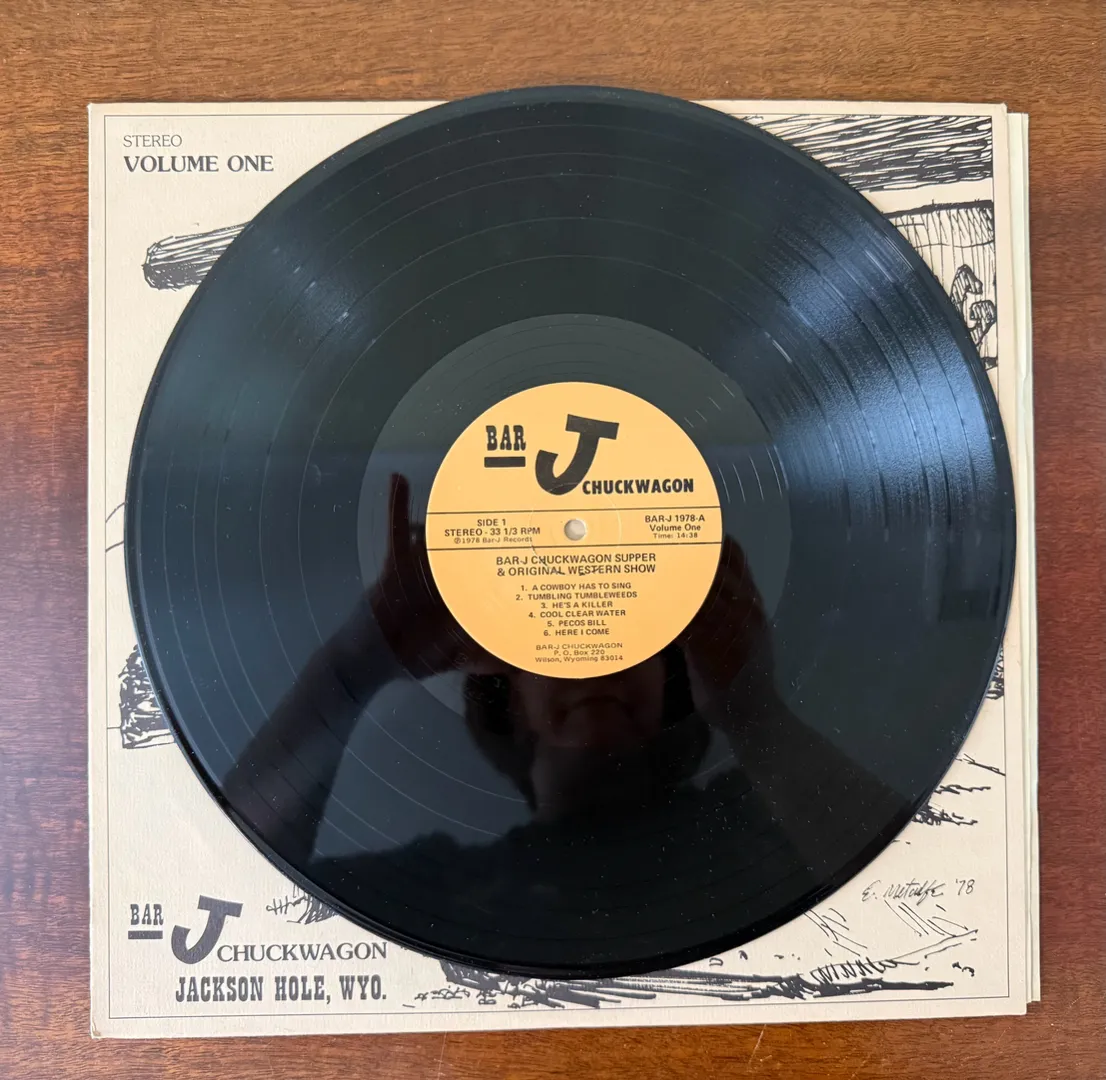 STEREO
VOLUME ONE
BAR J CHUCKWAGON
SIDE 1
STEREO - 33 1/3 RPM
℗1978 Bar-J Records
BAR-J 1978-A
Volume One
Time: 14:38
BAR-J CHUCKWAGON SUPPER
& ORIGINAL WESTERN SHOW
1. A COWBOY HAS TO SING
2. TUMBLING TUMBLEWEEDS
3. HE'S A KILLER
4. COOL CLEAR WATER
5. PECOS BILL
6. HERE I COME
BAR-J CHUCKWAGON
P. O. Box 220
Wilson, Wyoming 83014
E. Metcalfe '78
BAR J CHUCKWAGON
JACKSON HOLE, WYO.